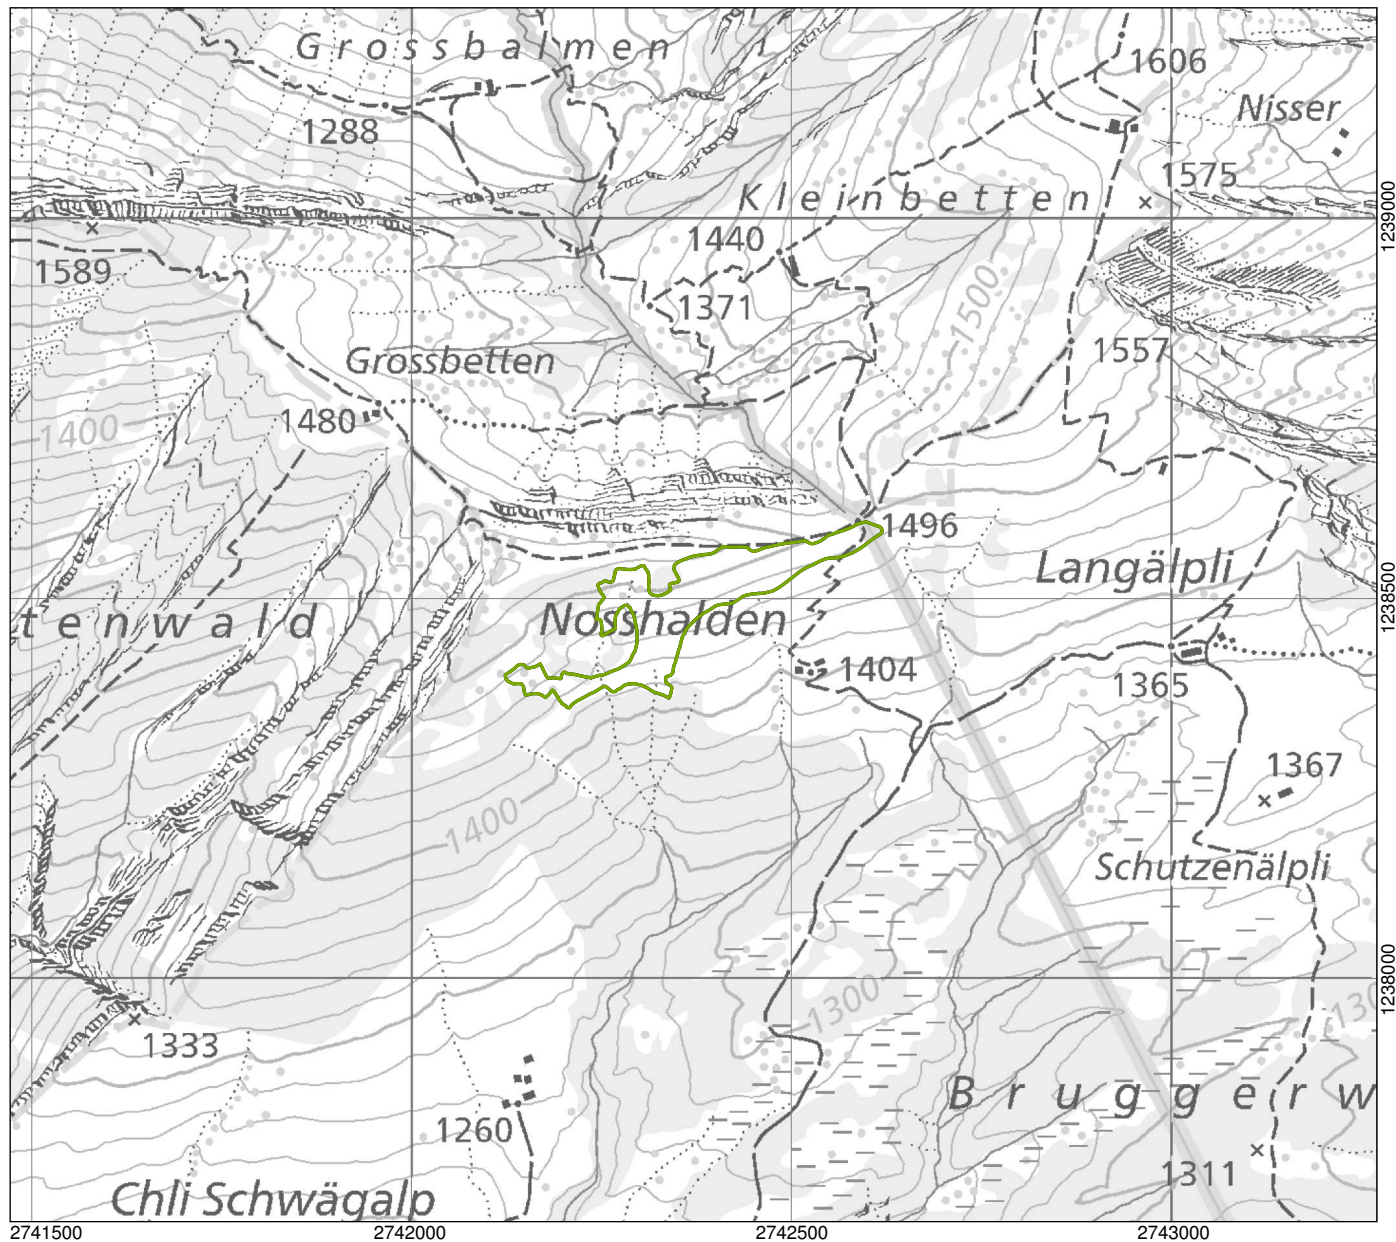 Grossbalmen
1606
Nisser
1288
1575
Kleinbetten
1239000
1440
1589
1371
1500
1557
Grossbetten
1480
1400
1496
Langälpli
1238500
tenwald
Nosshalden
1404
1365
1367
1400
Schutzenälpli
1238000
1300
130
1333
Bruggerw
1260
1311
Chli Schwägalp
2741500 2742000 2742500 2743000